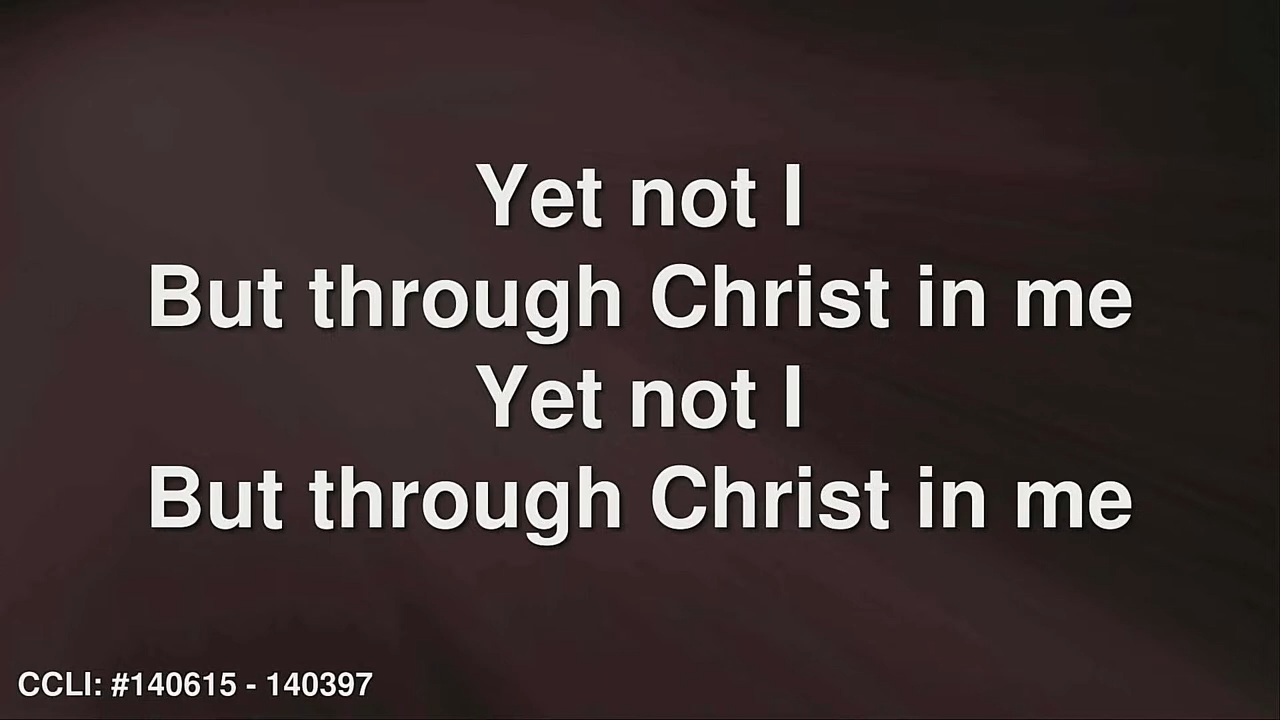 Yet not I
But through Christ in me
Yet not I
But through Christ in me
CCLI: #140615 - 140397